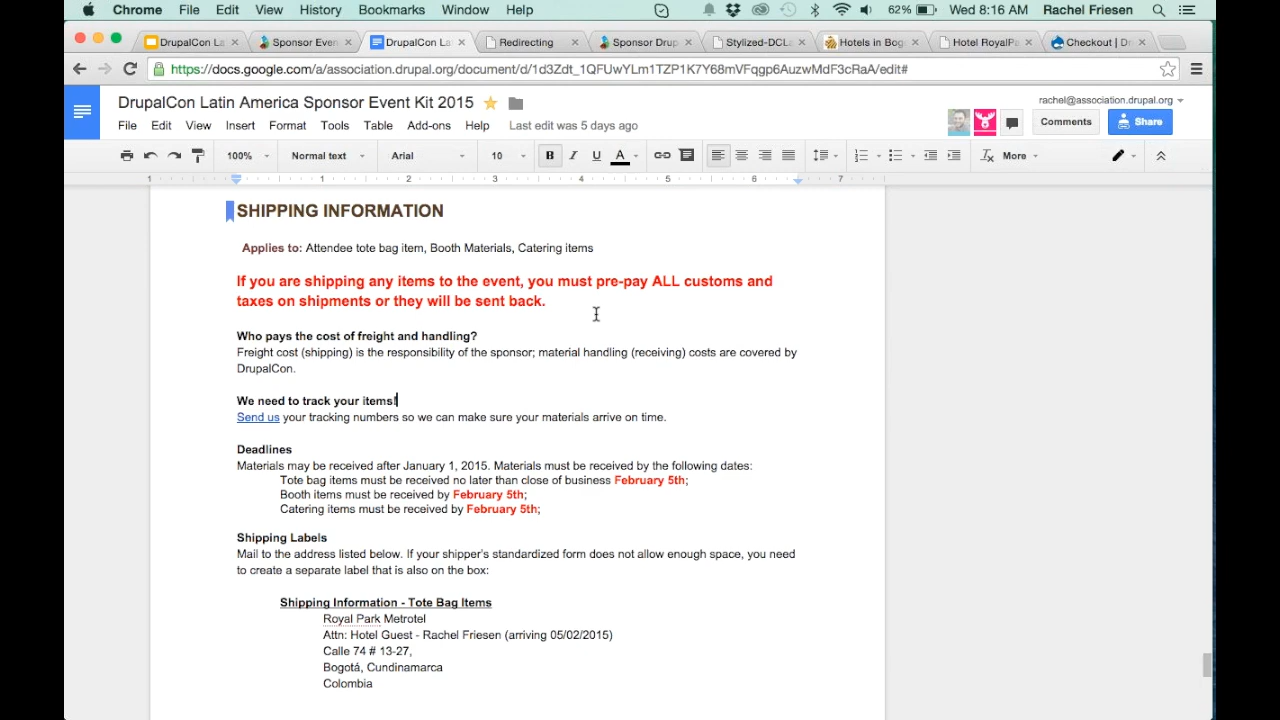 Chrome File Edit View History Bookmarks Window Help 62% Wed 8:16 AM Rachel Friesen
DrupalCon La
Sponsor Even
DrupalCon La
Redirecting
Sponsor Drup
Stylized-DCLa
Hotels in Bog
Hotel RoyalPa
Checkout | Dr
https://docs.google.com/a/association.drupal.org/document/d/1d3Zdt_1QFUwYLm1TZP1K7Y68mVFqgp6AuzwMdF3cRaA/edit#
DrupalCon Latin America Sponsor Event Kit 2015
rachel@association.drupal.org
File Edit View Insert Format Tools Table Add-ons Help Last edit was 5 days ago
Comments Share
100% Normal text Arial 10 B I U A More
1 1 2 3 4 5 6 7
SHIPPING INFORMATION
Applies to: Attendee tote bag item, Booth Materials, Catering items
If you are shipping any items to the event, you must pre-pay ALL customs and
taxes on shipments or they will be sent back.
Who pays the cost of freight and handling?
Freight cost (shipping) is the responsibility of the sponsor; material handling (receiving) costs are covered by
DrupalCon.
We need to track your items!
Send us your tracking numbers so we can make sure your materials arrive on time.
Deadlines
Materials may be received after January 1, 2015. Materials must be received by the following dates:
Tote bag items must be received no later than close of business February 5th;
Booth items must be received by February 5th;
Catering items must be received by February 5th;
Shipping Labels
Mail to the address listed below. If your shipper's standardized form does not allow enough space, you need
to create a separate label that is also on the box:
Shipping Information - Tote Bag Items
Royal Park Metrotel
Attn: Hotel Guest - Rachel Friesen (arriving 05/02/2015)
Calle 74 # 13-27,
Bogotá, Cundinamarca
Colombia